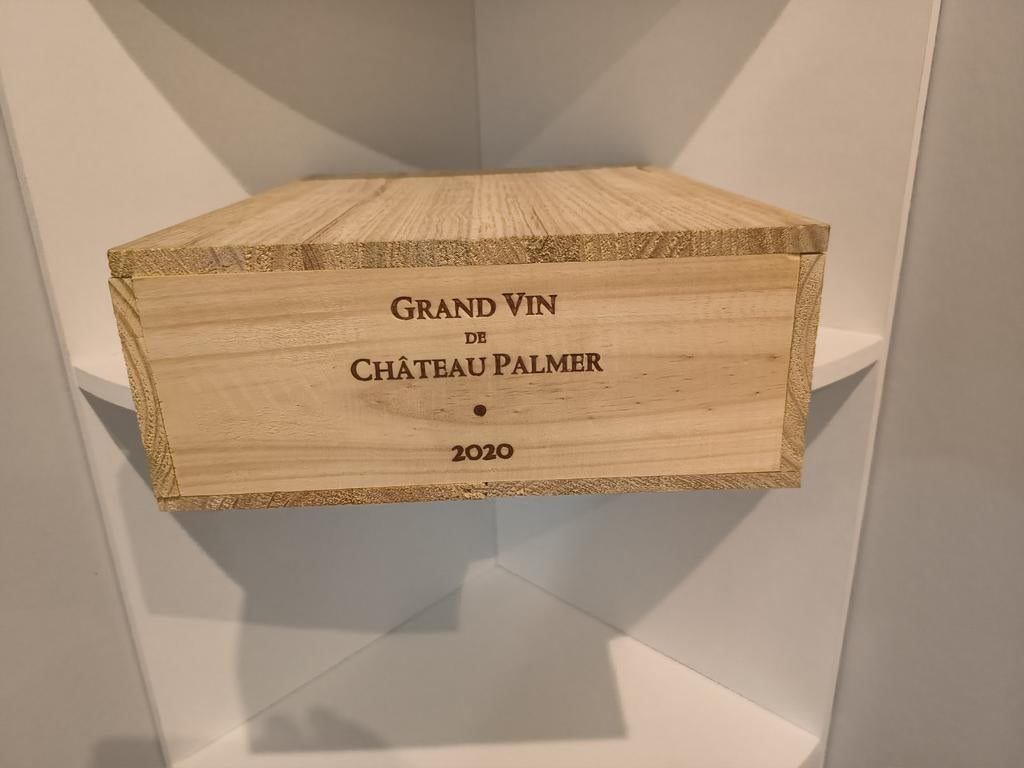 GRAND VIN
DE
CHÂTEAU PALMER
2020